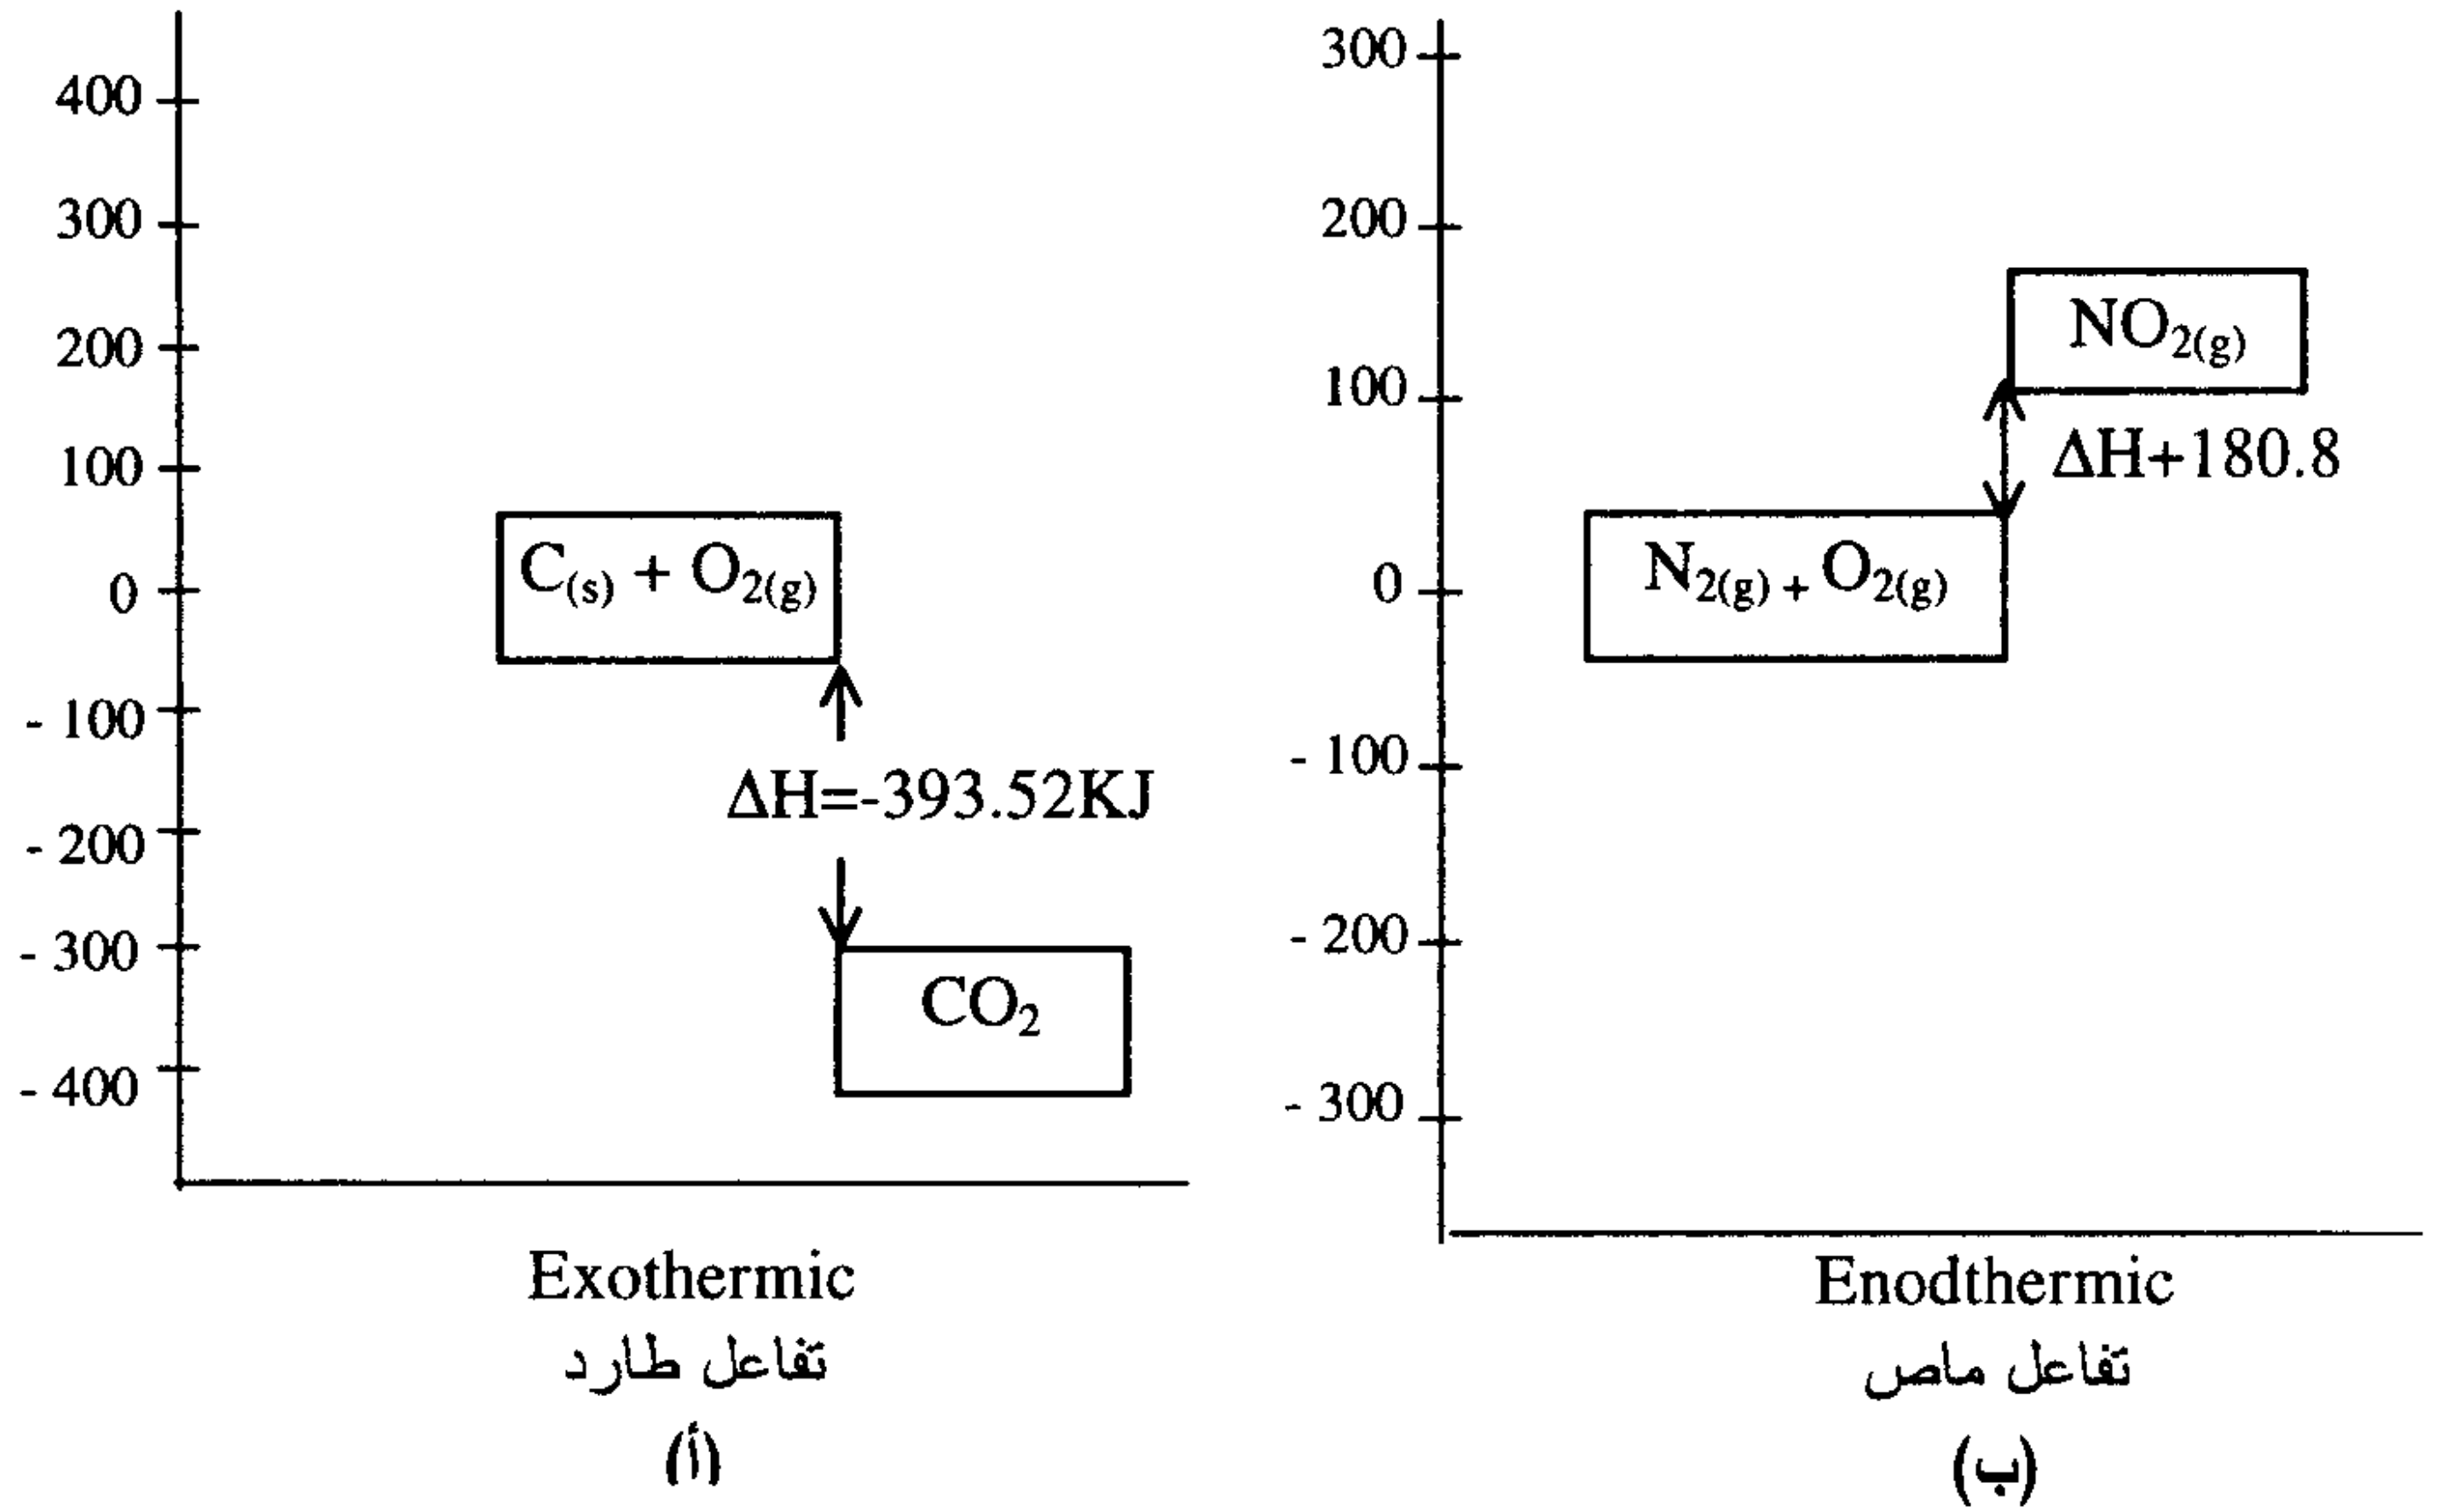 400
300
200
100
0
- 100
- 200
- 300
- 400
C(s) + O2(g)
ΔH=-393.52KJ
CO2
Exothermic
تفاعل طارد
(أ)
300
200
100
0
- 100
- 200
- 300
NO2(g)
ΔH+180.8
N2(g) + O2(g)
Enodthermic
تفاعل ماص
(ب)